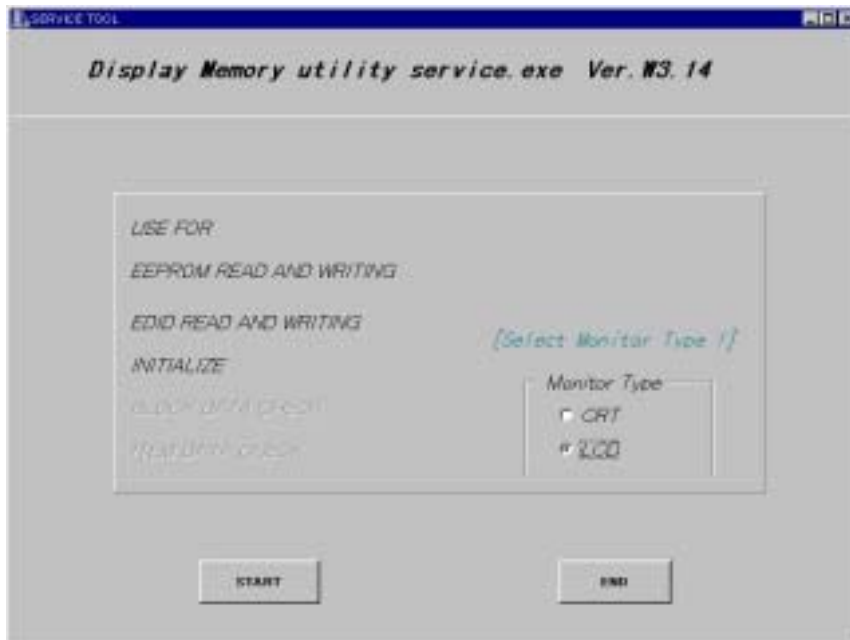 SERVICE TOOL
Display Memory utility service.exe Ver.W3.14
USE FOR
EEPROM READ AND WRITING
EDID READ AND WRITING
INITIALIZE
[Select Monitor Type !]
Monitor Type
CRT
LCD
START
END